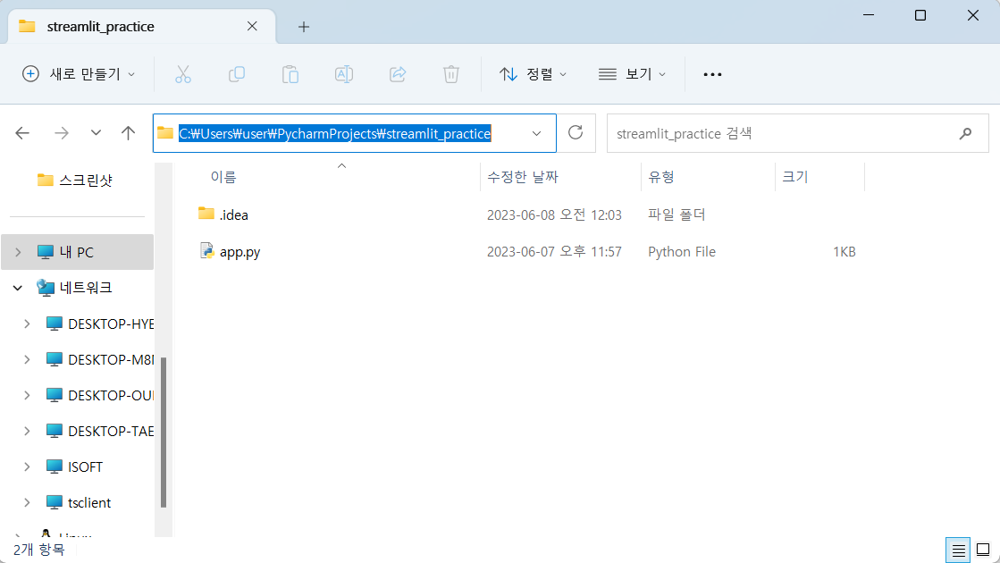 streamlit_practice
새로 만들기
정렬
보기
C:₩Users₩user₩PycharmProjects₩streamlit_practice
streamlit_practice 검색
스크린샷
내 PC
네트워크
DESKTOP-HYE
DESKTOP-M8
DESKTOP-OU
DESKTOP-TAE
ISOFT
tsclient
이름 수정한 날짜 유형 크기
.idea 2023-06-08 오전 12:03 파일 폴더
app.py 2023-06-07 오후 11:57 Python File 1KB
2개 항목